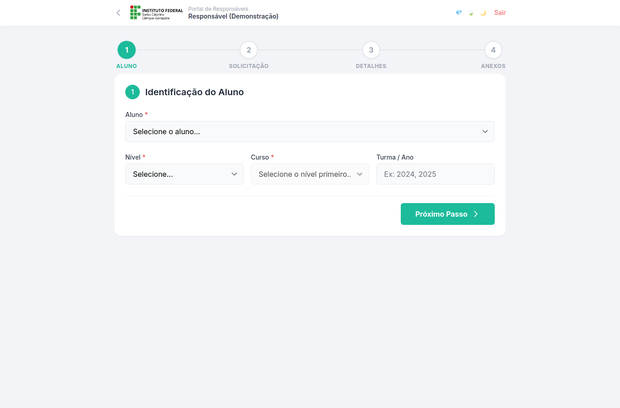 INSTITUTO FEDERAL
Santa Catarina
Câmpus Garopaba
Portal de Responsáveis
Responsável (Demonstração)
Sair
1
2
3
4
ALUNO
SOLICITAÇÃO
DETALHES
ANEXOS
1 Identificação do Aluno
Aluno *
Selecione o aluno...
Nível *
Curso *
Turma / Ano
Selecione...
Selecione o nível primeiro..
Ex: 2024, 2025
Próximo Passo